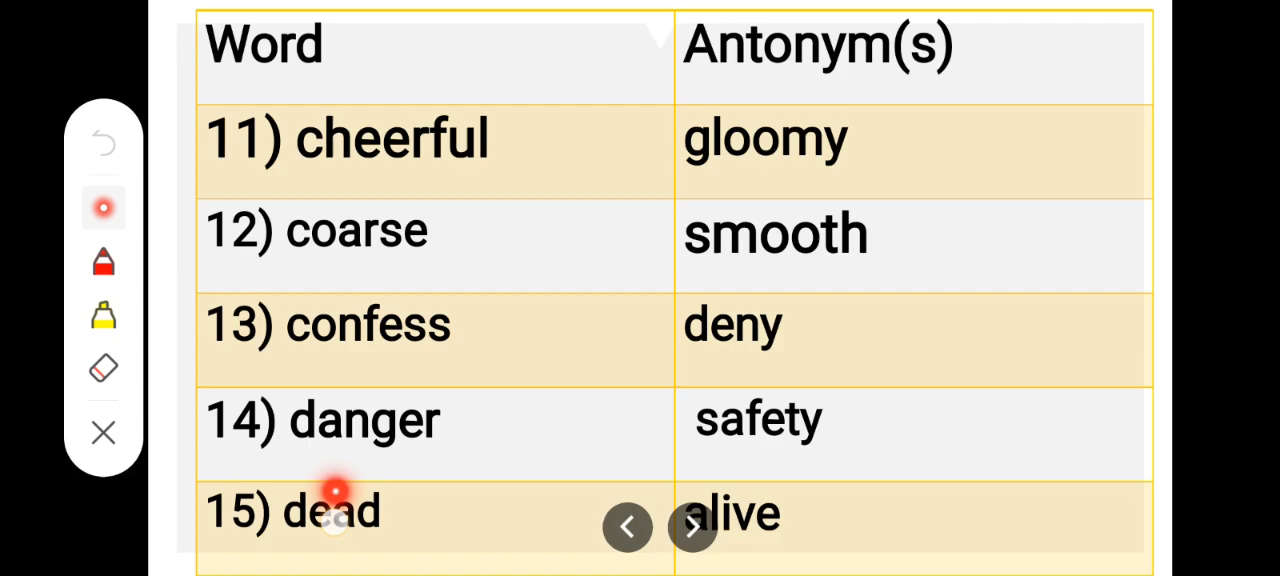 Word Antonym(s)
11) cheerful gloomy
12) coarse smooth
13) confess deny
14) danger safety
15) dead alive